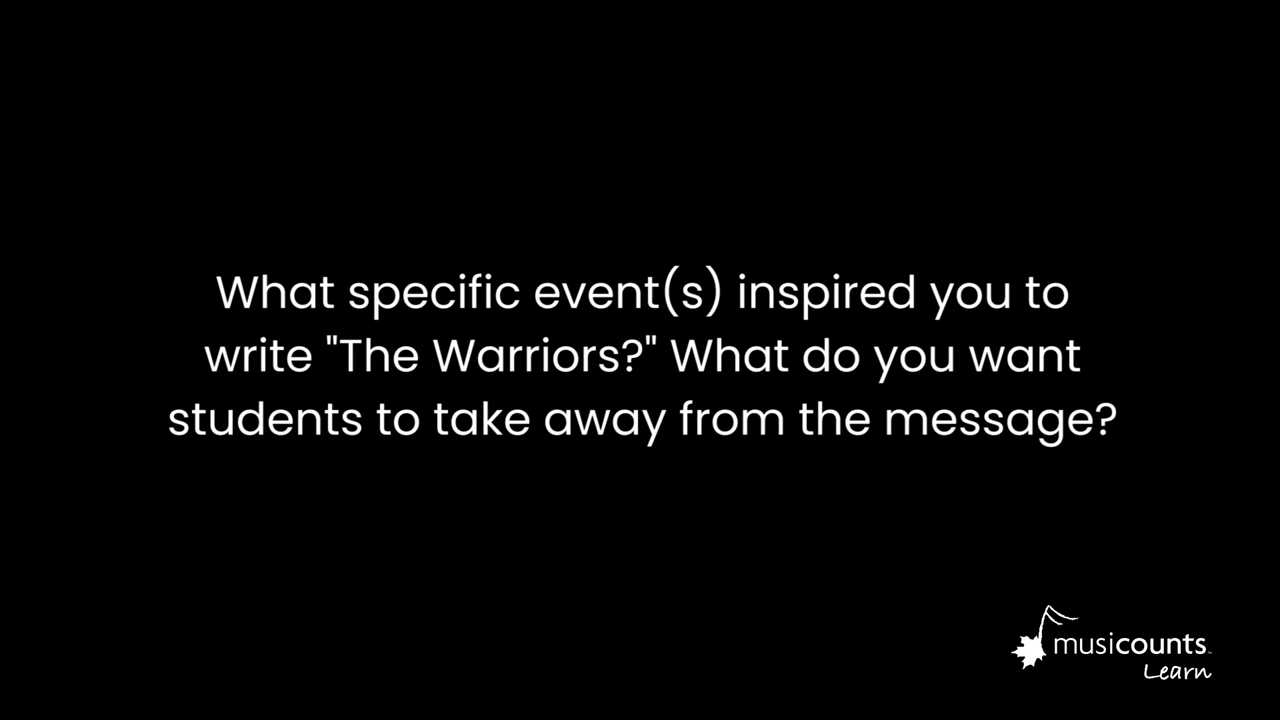 What specific event(s) inspired you to
write "The Warriors?" What do you want
students to take away from the message?
musicounts
Learn